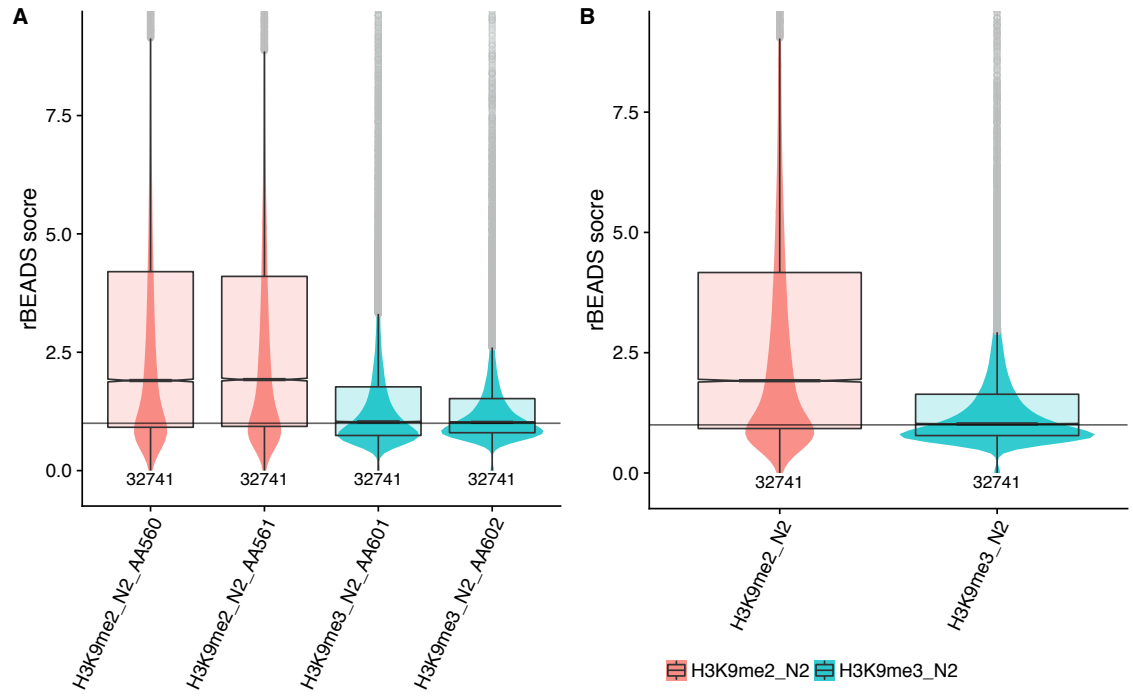 A
rBEADS socre
7.5
5.0
2.5
0.0
32741
32741
32741
32741
H3K9me2_N2_AA560
H3K9me2_N2_AA561
H3K9me3_N2_AA601
H3K9me3_N2_AA602
B
rBEADS socre
7.5
5.0
2.5
0.0
32741
32741
H3K9me2_N2
H3K9me3_N2
H3K9me2_N2 H3K9me3_N2